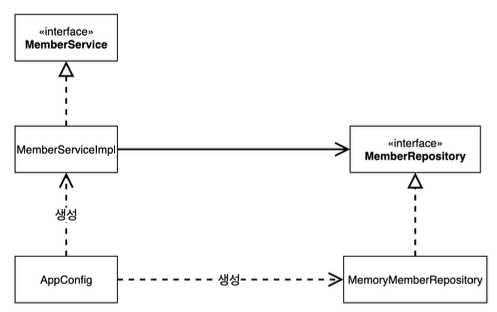 «interface»
MemberService
MemberServiceImpl
«interface»
MemberRepository
생성
AppConfig
생성
MemoryMemberRepository